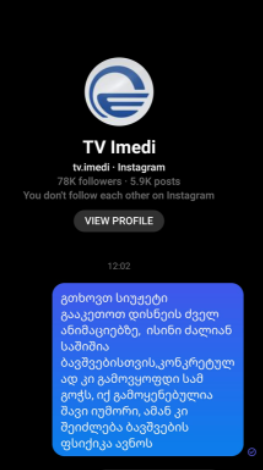 TV Imedi
tv.imedi · Instagram
78K followers · 5.9K posts
You don't follow each other on Instagram
VIEW PROFILE
12:02
გთხოვთ სიუჟეტი
გააკეთოთ დისნეის ძველ
ანიმაციებზე, ისინი ძალიან
საშიშია
ბავშვებისთვის,კონკრეტულ
ად კი გამოვყოფდი სამ
გოჭს, იქ გამოყენებულია
შავი იუმორი, ამან კი
შეიძლება ბავშვების
ფსიქიკა ავნოს